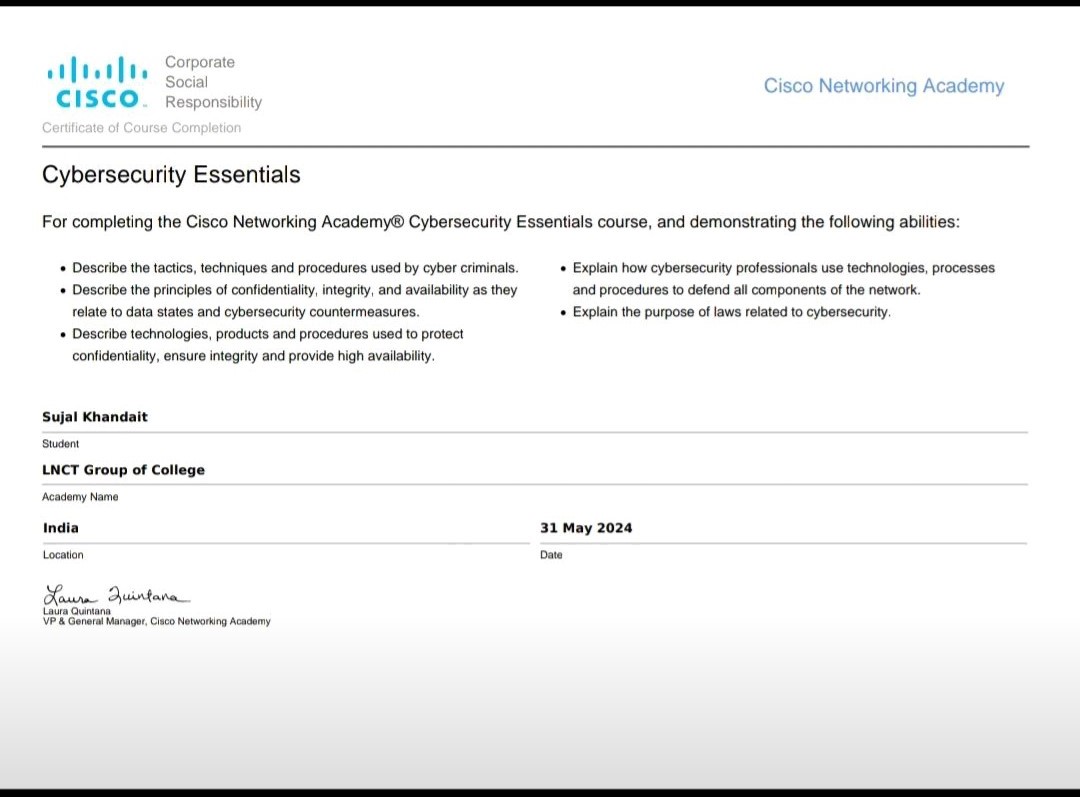 Corporate
Social
CISCO™ Responsibility
Cisco Networking Academy
Certificate of Course Completion
Cybersecurity Essentials
For completing the Cisco Networking Academy® Cybersecurity Essentials course, and demonstrating the following abilities:
• Describe the tactics, techniques and procedures used by cyber criminals.
• Describe the principles of confidentiality, integrity, and availability as they
relate to data states and cybersecurity countermeasures.
• Describe technologies, products and procedures used to protect
confidentiality, ensure integrity and provide high availability.
• Explain how cybersecurity professionals use technologies, processes
and procedures to defend all components of the network.
• Explain the purpose of laws related to cybersecurity.
Sujal Khandait
Student
LNCT Group of College
Academy Name
India
Location
31 May 2024
Date
Laura Quintana
Laura Quintana
VP & General Manager, Cisco Networking Academy